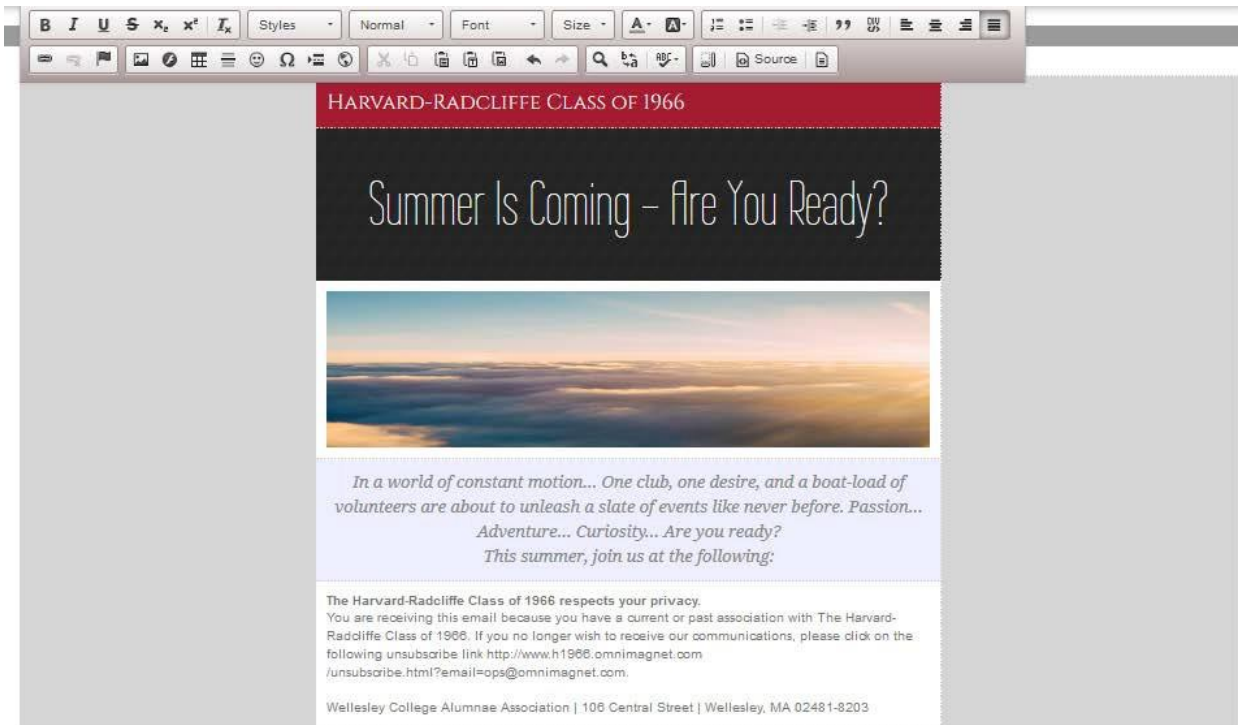 B I U S x₂ x² Ix Styles Normal Font Size A A
ABC Source
HARVARD-RADCLIFFE CLASS OF 1966
Summer Is Coming – Are You Ready?
In a world of constant motion... One club, one desire, and a boat-load of
volunteers are about to unleash a slate of events like never before. Passion...
Adventure... Curiosity... Are you ready?
This summer, join us at the following:
The Harvard-Radcliffe Class of 1966 respects your privacy.
You are receiving this email because you have a current or past association with The Harvard-
Radcliffe Class of 1966. If you no longer wish to receive our communications, please click on the
following unsubscribe link http://www.h1966.omnimagnet.com
/unsubscribe.html?email=ops@omnimagnet.com.
Wellesley College Alumnae Association | 106 Central Street | Wellesley, MA 02481-8203